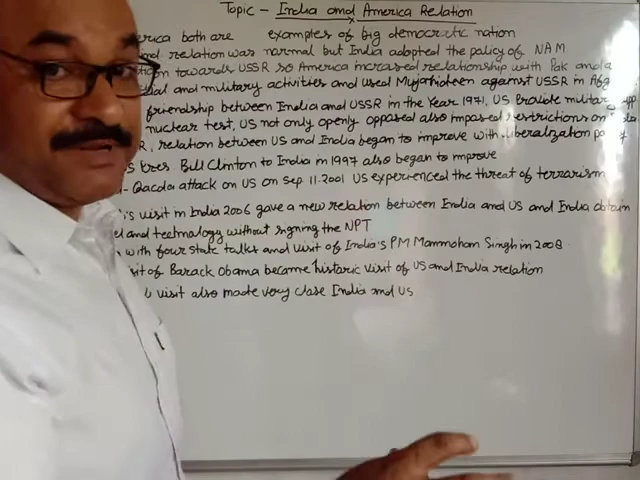 Topic - India and America Relation
erica both are examples of big democratic nation
nd relation was normal but India adopted the policy of NAM
tion towards USSR so America increased relationship with Pak and a
ial and military activities and used Mujahideen against USSR in Afg
friendship between India and USSR in the Year 1971, US Provide military supp
nuclear test, US not only openly opposed also imposed restrictions on India
R, relation between US and India began to improve with liberalization policy
s Pres Bill Clinton to India in 1997 also began to improve
- Qaeda attack on US on Sep 11-2001 US experienced the threat of terrorism
's visit in India 2006 gave a new relation between India and US and India obtain
el and technology without signing the NPT
with four state talks and visit of India's PM Manmoham Singh in 2008.
isit of Barack Obama became historic visit of US and India relation
visit also made very close India and US